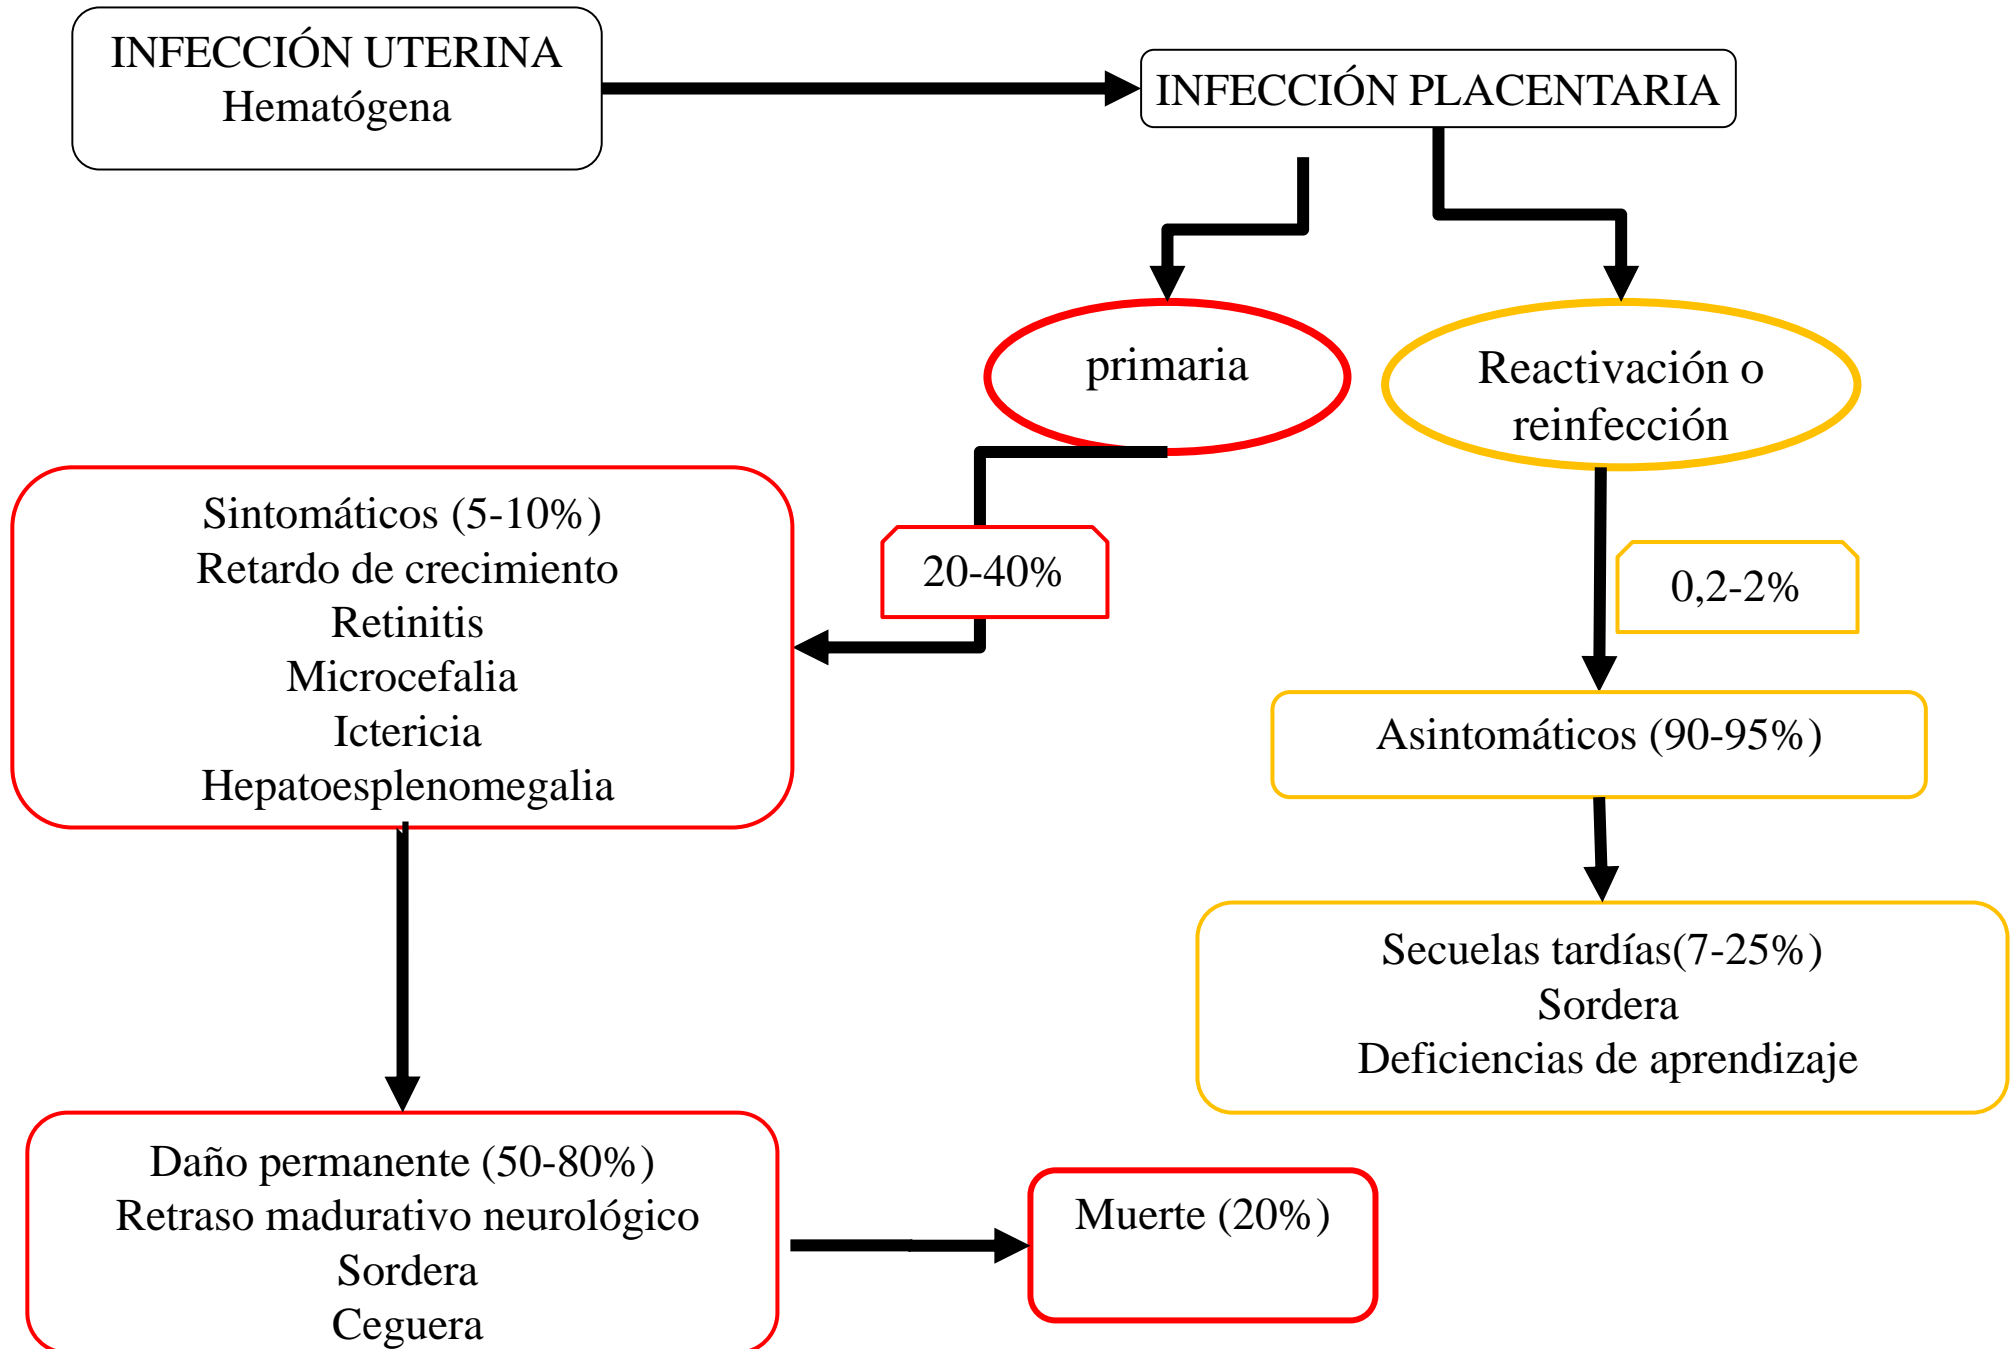 INFECCIÓN UTERINA
Hematógena
INFECCIÓN PLACENTARIA
primaria
Reactivación o
reinfección
20-40%
0,2-2%
Sintomáticos (5-10%)
Retardo de crecimiento
Retinitis
Microcefalia
Ictericia
Hepatoesplenomegalia
Asintomáticos (90-95%)
Secuelas tardías(7-25%)
Sordera
Deficiencias de aprendizaje
Daño permanente (50-80%)
Retraso madurativo neurológico
Sordera
Ceguera
Muerte (20%)